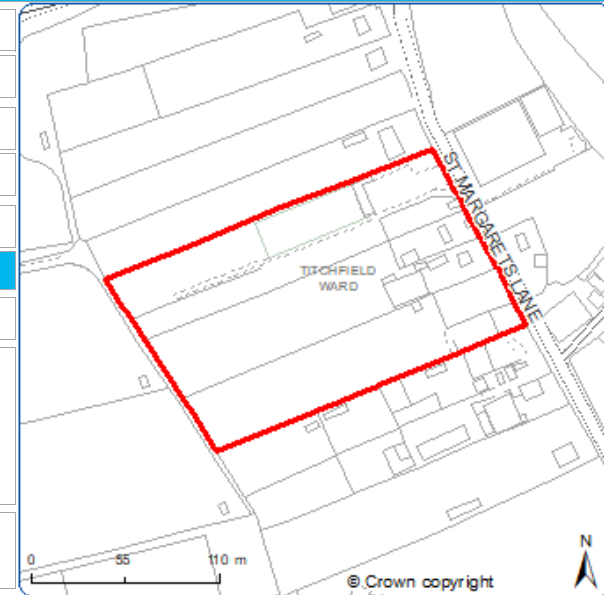 ST MARGARETS LANE
TITCHFIELD
WARD
0 55 110 m
© Crown copyright
N